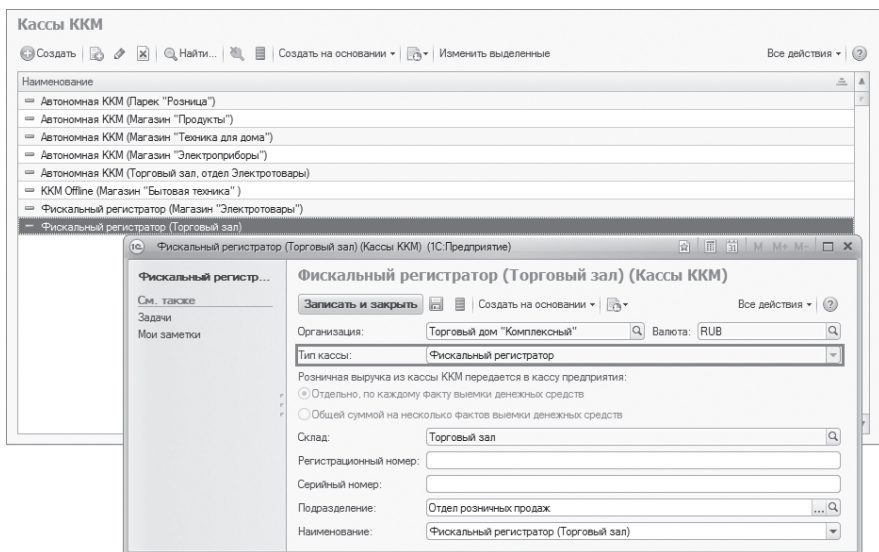 Кассы ККМ
Создать Найти... Создать на основании Изменить выделенные Все действия
Наименование
Автономная ККМ (Парек "Розница")
Автономная ККМ (Магазин "Продукты")
Автономная ККМ (Магазин "Техника для дома")
Автономная ККМ (Магазин "Электроприборы")
Автономная ККМ (Торговый зал, отдел Электротовары)
ККМ Offline (Магазин "Бытовая техника" )
Фискальный регистратор (Магазин "Электротовары")
Фискальный регистратор (Торговый зал)
Фискальный регистратор (Торговый зал) (Кассы ККМ) (1С:Предприятие) M M+ M-
Фискальный регистр...
См. также
Задачи
Мои заметки
Фискальный регистратор (Торговый зал) (Кассы ККМ)
Записать и закрыть Создать на основании Все действия
Организация: Торговый дом "Комплексный" Валюта: RUB
Тип кассы: Фискальный регистратор
Розничная выручка из кассы ККМ передается в кассу предприятия:
Отдельно, по каждому факту выемки денежных средств
Общей суммой на несколько фактов выемки денежных средств
Склад: Торговый зал
Регистрационный номер:
Серийный номер:
Подразделение: Отдел розничных продаж ...
Наименование: Фискальный регистратор (Торговый зал)